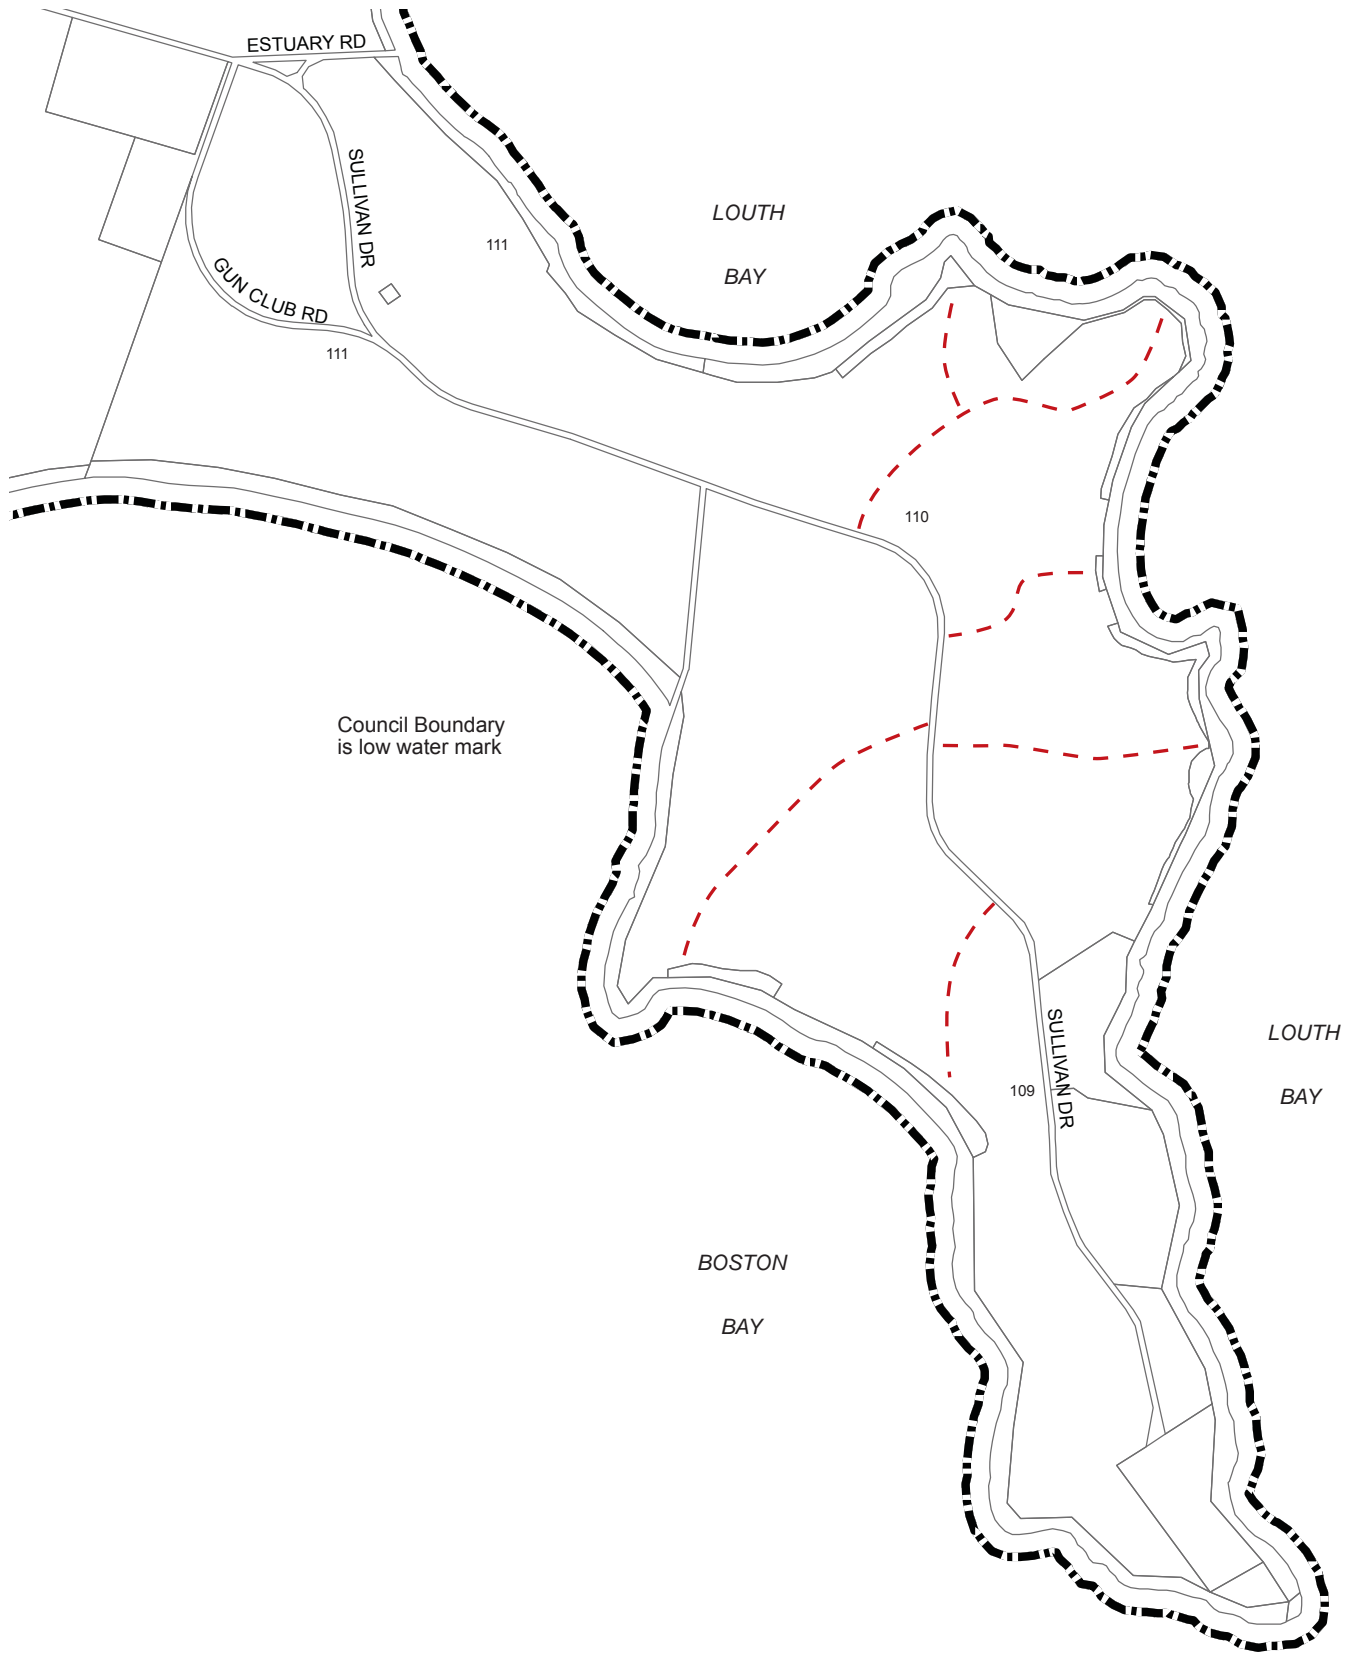 ESTUARY RD
SULLIVAN DR
LOUTH
BAY
111
GUN CLUB RD
111
110
Council Boundary
is low water mark
LOUTH
BAY
SULLIVAN DR
109
BOSTON
BAY